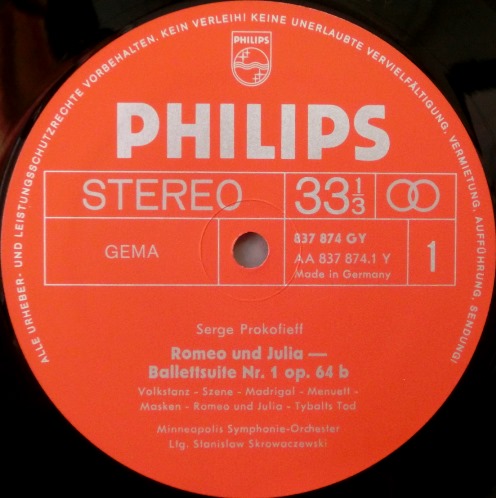 ALLE URHEBER- UND LEISTUNGSSCHUTZRECHTE VORBEHALTEN. KEIN VERLEIH! KEINE UNERLAUBTE VERVIELFÄLTIGUNG, VERMIETUNG, AUFFÜHRUNG, SENDUNG!
PHILIPS
PHILIPS
STEREO 33 1/3
GEMA
837 874 GY
AA 837 874.1 Y
Made in Germany
1
Serge Prokofieff
Romeo und Julia —
Ballettsuite Nr. 1 op. 64 b
Volkstanz - Szene - Madrigal - Menuett -
Masken - Romeo und Julia - Tybalts Tod
Minneapolis Symphonie-Orchester
Ltg. Stanislaw Skrowaczewski